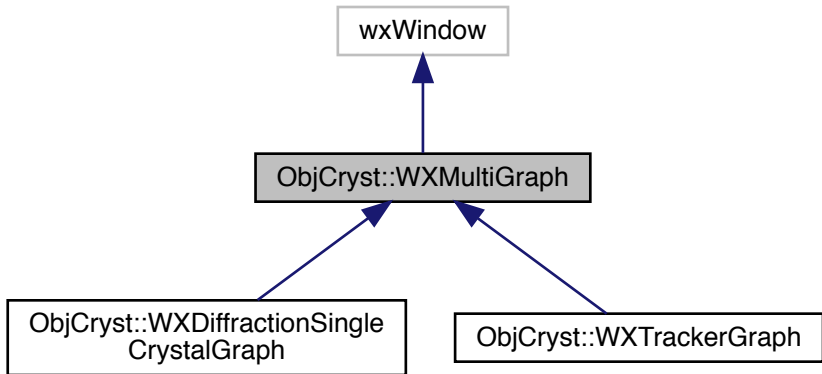 wxWindow
ObjCryst::WXMultiGraph
ObjCryst::WXDiffractionSingle
CrystalGraph
ObjCryst::WXTrackerGraph